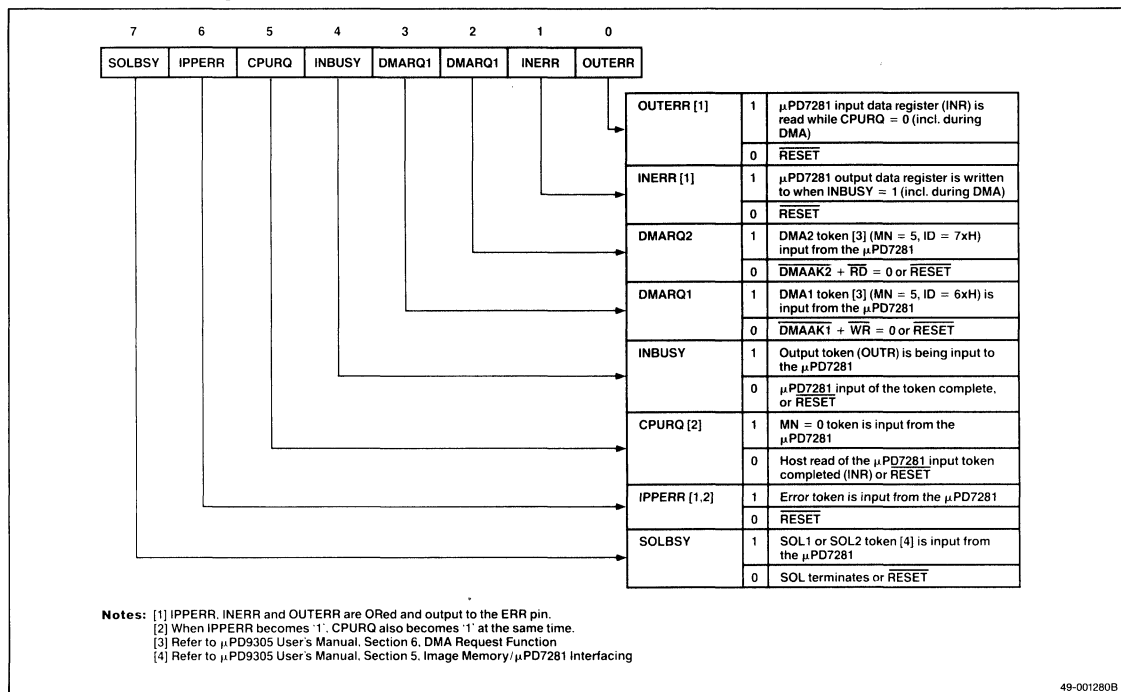 7 6 5 4 3 2 1 0
SOLBSY IPPERR CPURQ INBUSY DMARQ1 DMARQ1 INERR OUTERR
OUTERR [1] 1 μPD7281 input data register (INR) is
read while CPURQ = 0 (incl. during
DMA)
0 RESET
INERR [1] 1 μPD7281 output data register is written
to when INBUSY = 1 (incl. during DMA)
0 RESET
DMARQ2 1 DMA2 token [3] (MN = 5, ID = 7xH)
input from the μPD7281
0 DMAAK2 + RD = 0 or RESET
DMARQ1 1 DMA1 token [3] (MN = 5, ID = 6xH) is
input from the μPD7281
0 DMAAK1 + WR = 0 or RESET
INBUSY 1 Output token (OUTR) is being input to
the μPD7281
0 μPD7281 input of the token complete,
or RESET
CPURQ [2] 1 MN = 0 token is input from the
μPD7281
0 Host read of the μPD7281 input token
completed (INR) or RESET
IPPERR [1,2] 1 Error token is input from the μPD7281
0 RESET
SOLBSY 1 SOL1 or SOL2 token [4] is input from
the μPD7281
0 SOL terminates or RESET
Notes: [1] IPPERR, INERR and OUTERR are ORed and output to the ERR pin.
[2] When IPPERR becomes '1', CPURQ also becomes '1' at the same time.
[3] Refer to μPD9305 User's Manual, Section 6, DMA Request Function
[4] Refer to μPD9305 User's Manual, Section 5, Image Memory/μPD7281 Interfacing
49-001280B